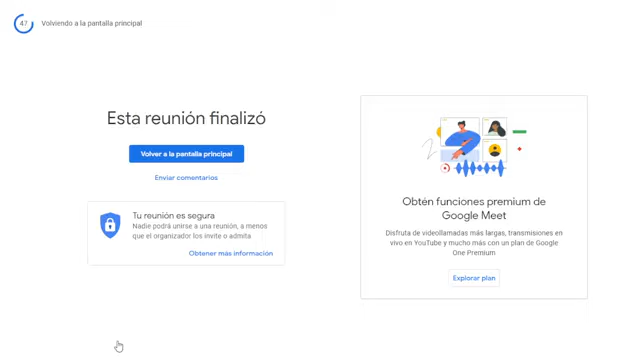 47 Volviendo a la pantalla principal
Esta reunión finalizó
Volver a la pantalla principal
Enviar comentarios
Tu reunión es segura
Nadie podrá unirse a una reunión, a menos
que el organizador los invite o admita
Obtener más información
Obtén funciones premium de
Google Meet
Disfruta de videollamadas más largas, transmisiones en
vivo en YouTube y mucho más con un plan de Google
One Premium
Explorar plan